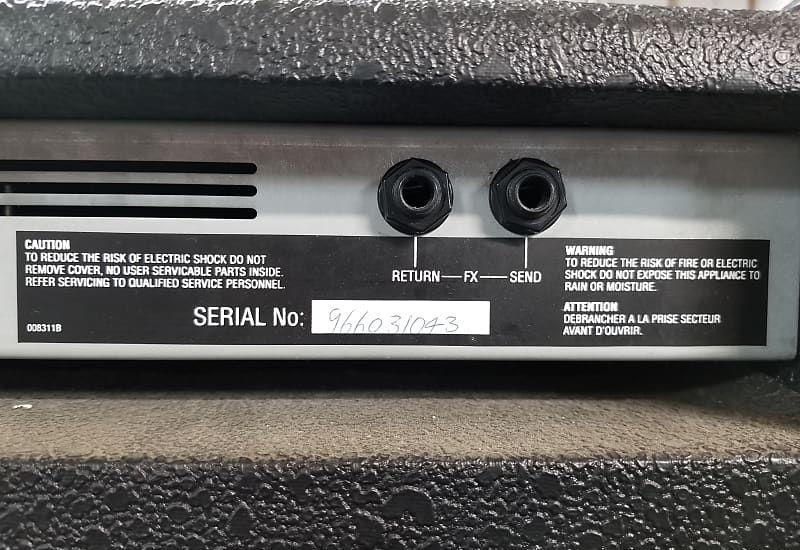 CAUTION
TO REDUCE THE RISK OF ELECTRIC SHOCK DO NOT
REMOVE COVER, NO USER SERVICABLE PARTS INSIDE.
REFER SERVICING TO QUALIFIED SERVICE PERSONNEL.
008311B
SERIAL No: 966031043
RETURN FX SEND
WARNING
TO REDUCE THE RISK OF FIRE OR ELECTRIC
SHOCK DO NOT EXPOSE THIS APPLIANCE TO
RAIN OR MOISTURE.
ATTENTION
DEBRANCHER A LA PRISE SECTEUR
AVANT D'OUVRIR.